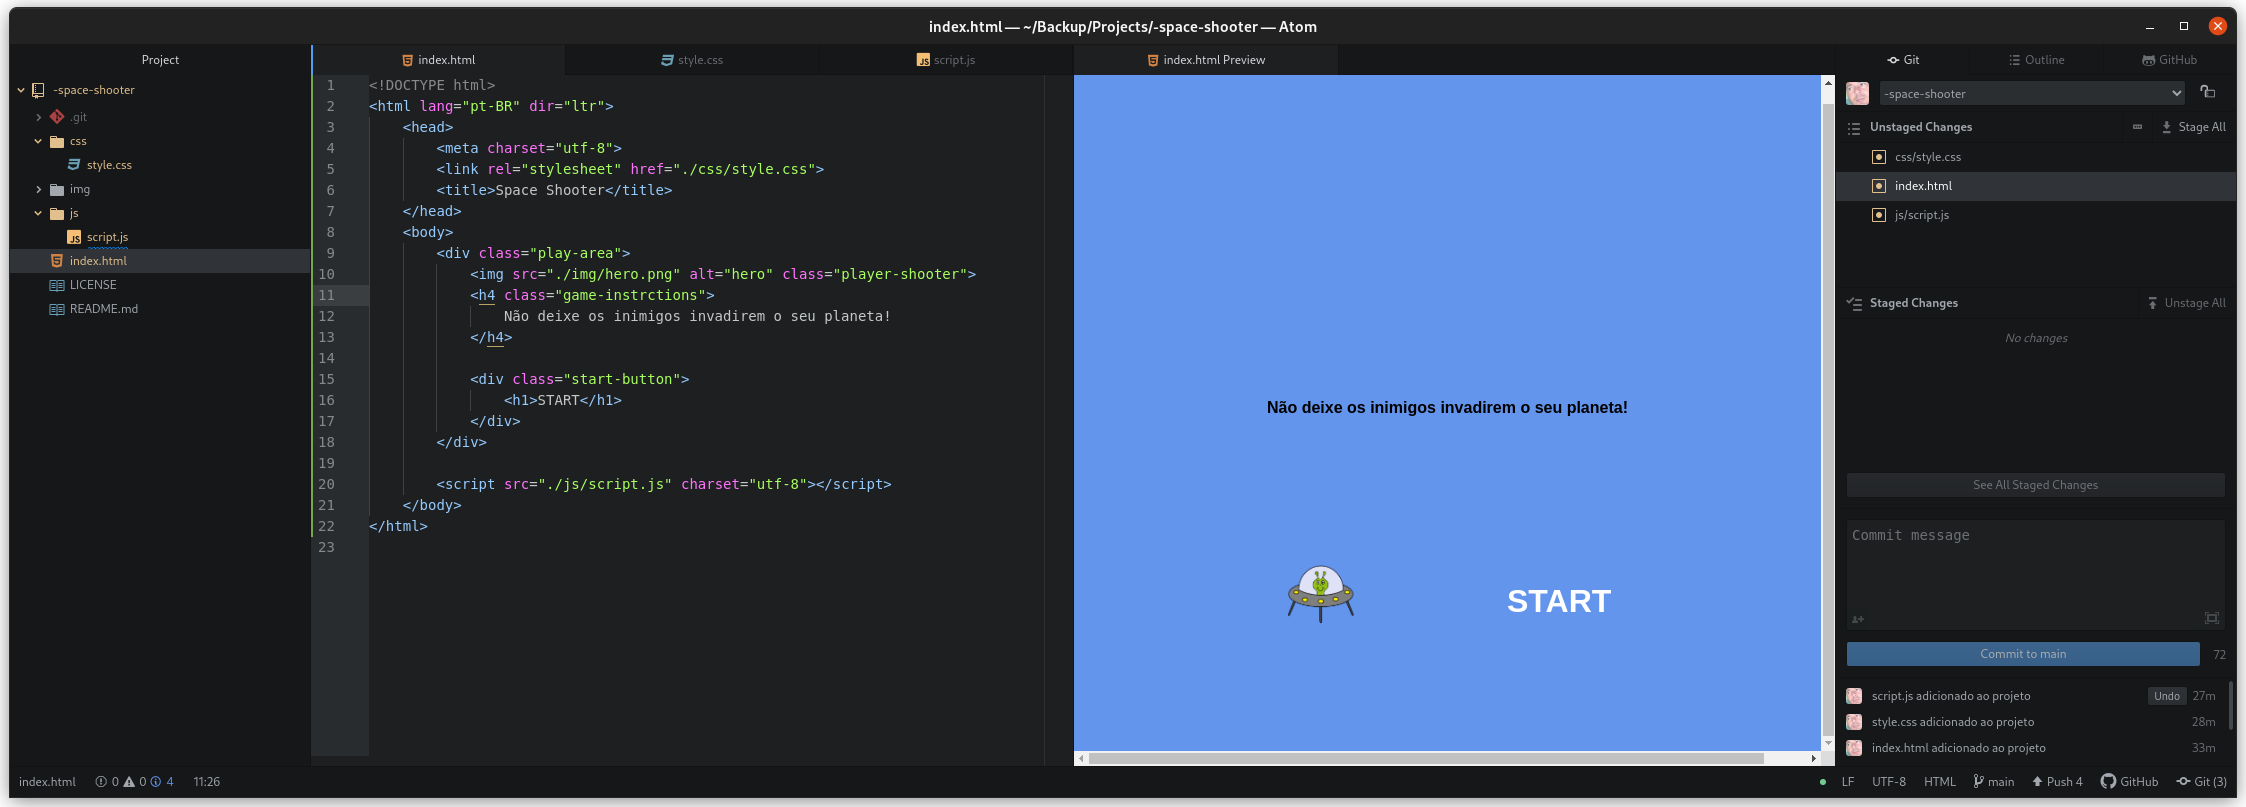 index.html — ~/Backup/Projects/-space-shooter — Atom
Project
-space-shooter
.git
css
style.css
img
js
script.js
index.html
LICENSE
README.md
index.html
style.css
script.js
1 <!DOCTYPE html>
2 <html lang="pt-BR" dir="ltr">
3 <head>
4 <meta charset="utf-8">
5 <link rel="stylesheet" href="./css/style.css">
6 <title>Space Shooter</title>
7 </head>
8 <body>
9 <div class="play-area">
10 <img src="./img/hero.png" alt="hero" class="player-shooter">
11 <h4 class="game-instrctions">
12 Não deixe os inimigos invadirem o seu planeta!
13 </h4>
14
15 <div class="start-button">
16 <h1>START</h1>
17 </div>
18 </div>
19
20 <script src="./js/script.js" charset="utf-8"></script>
21 </body>
22 </html>
23
index.html Preview
Não deixe os inimigos invadirem o seu planeta!
START
Git
Outline
GitHub
-space-shooter
Unstaged Changes
Stage All
css/style.css
index.html
js/script.js
Staged Changes
Unstage All
No changes
See All Staged Changes
Commit message
Commit to main 72
script.js adicionado ao projeto Undo 27m
style.css adicionado ao projeto 28m
index.html adicionado ao projeto 33m
index.html 0 0 4 11:26
LF UTF-8 HTML main Push 4 GitHub Git (3)